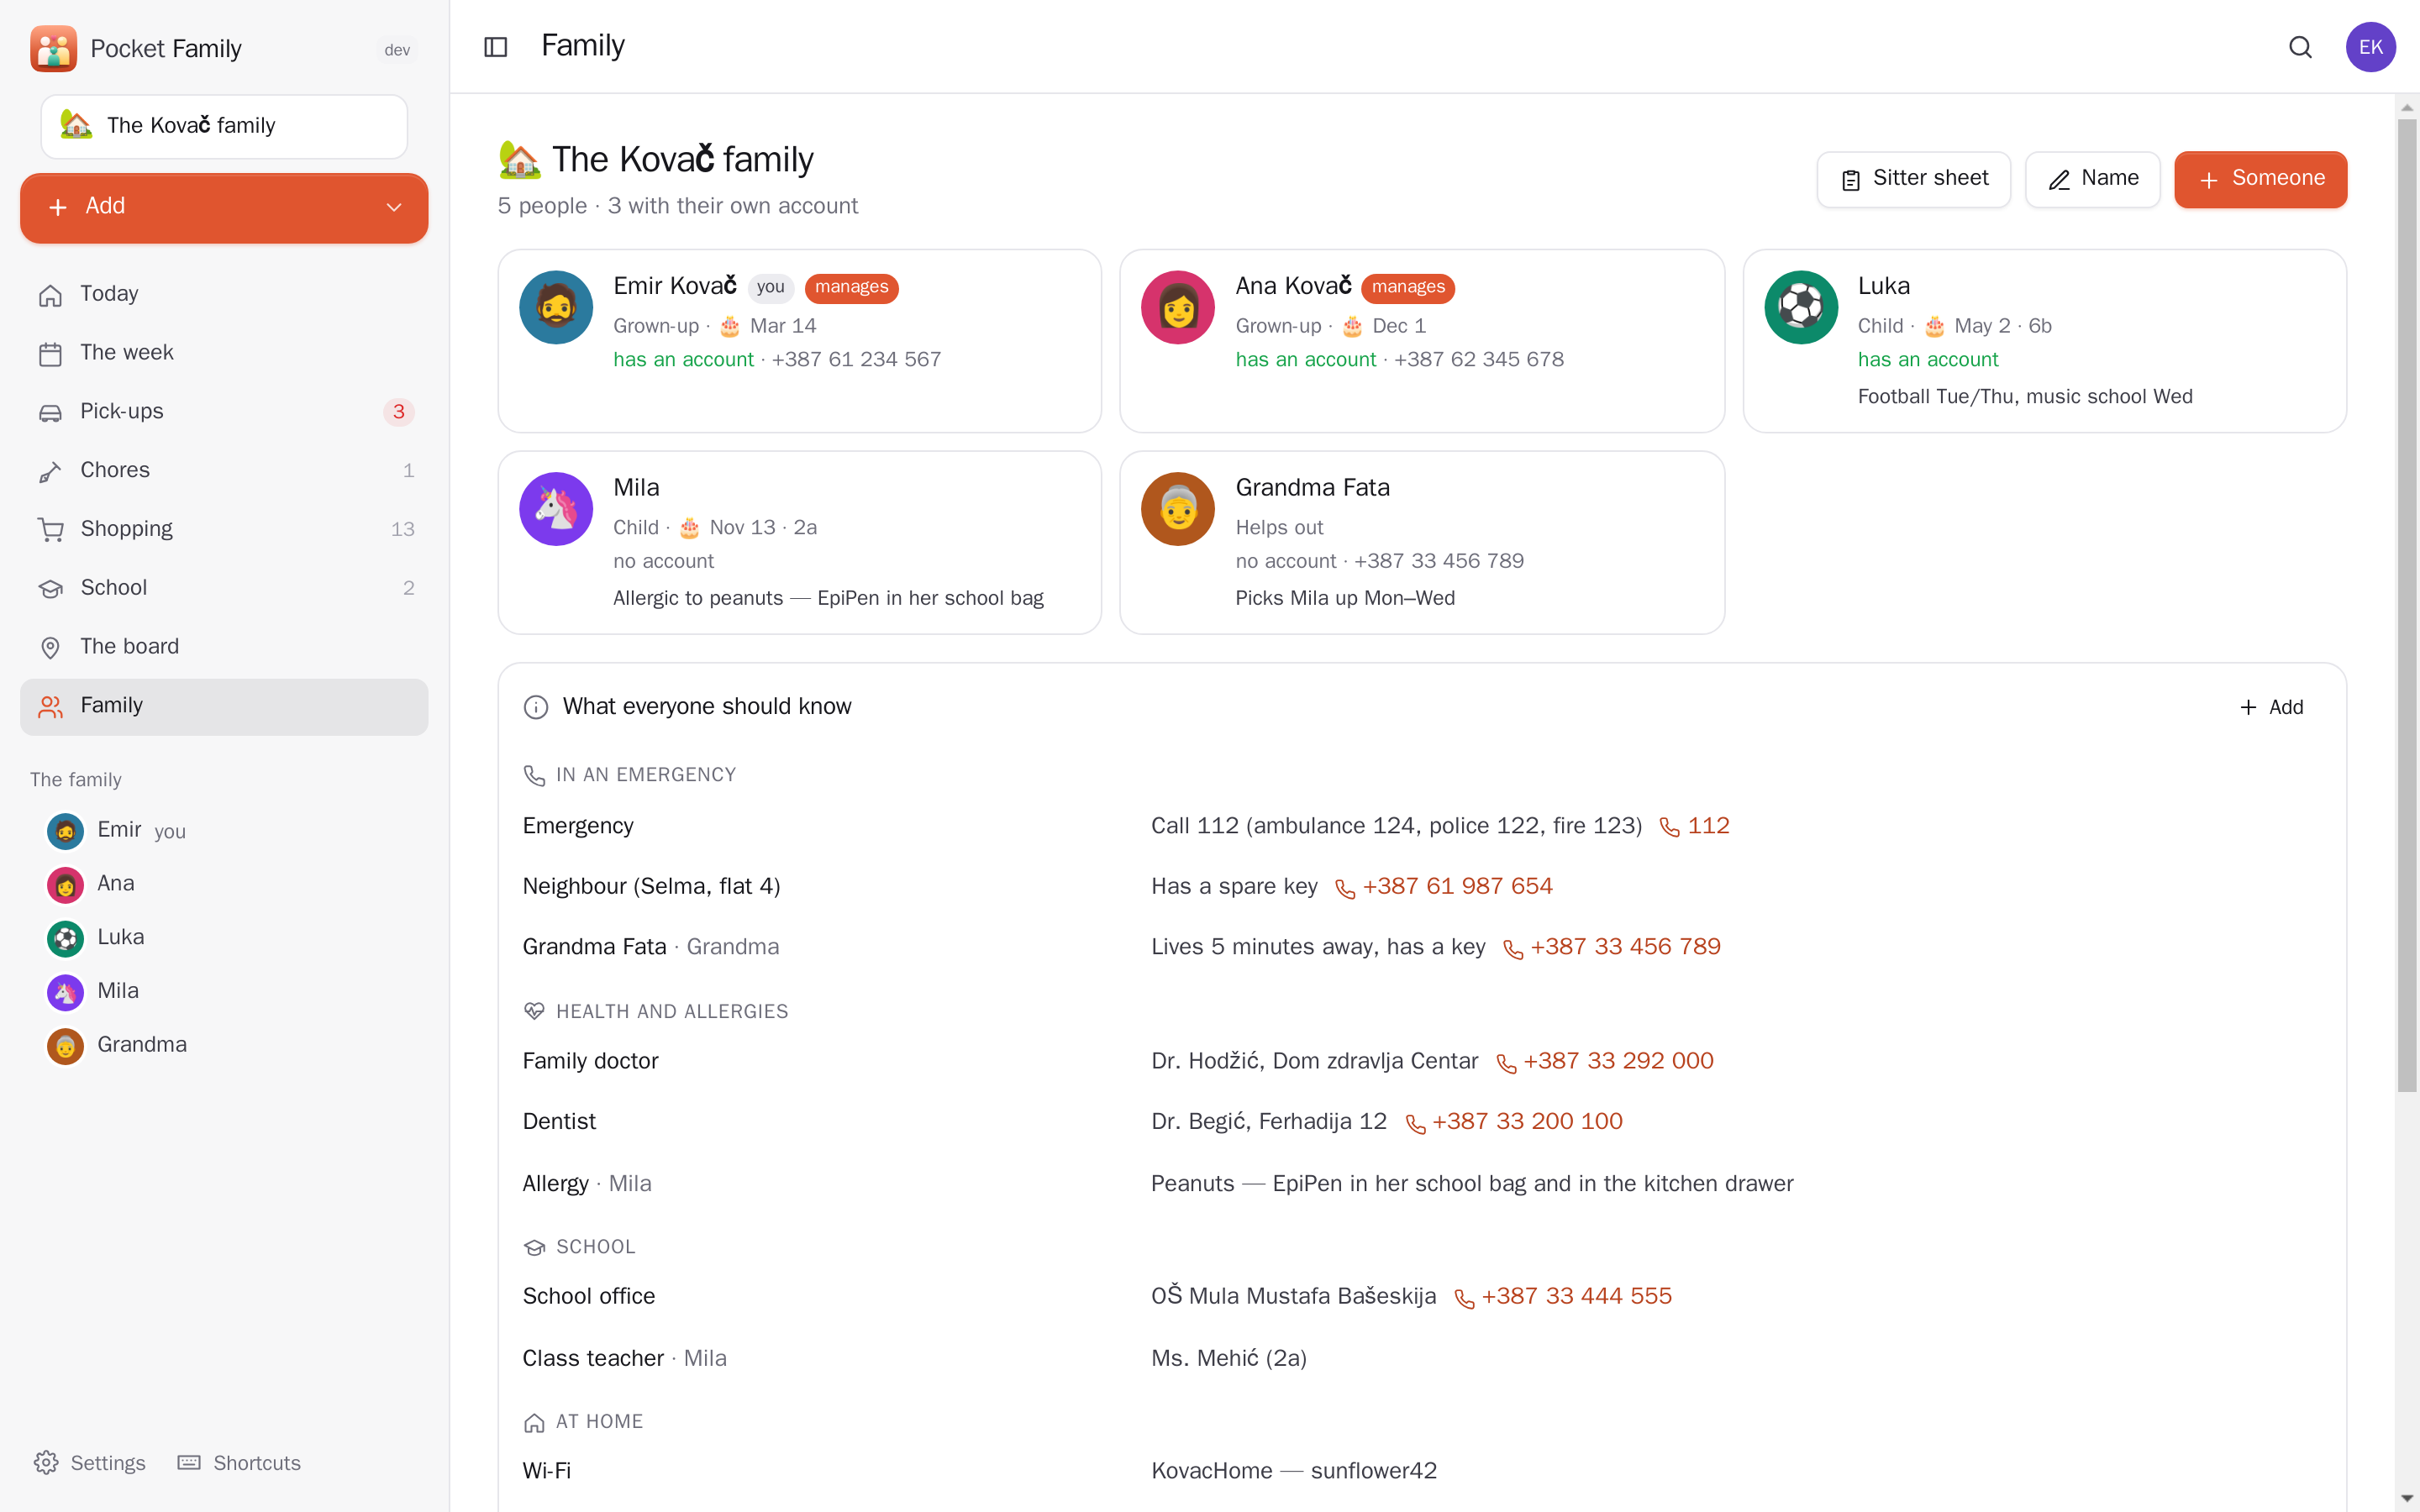 Pocket Family dev
The Kovač family
Add
Today
The week
Pick-ups 3
Chores 1
Shopping 13
School 2
The board
Family
The family
Emir you
Ana
Luka
Mila
Grandma
Settings Shortcuts
Family
EK
The Kovač family
5 people · 3 with their own account
Sitter sheet
Name
Someone
Emir Kovač you manages
Grown-up · Mar 14
has an account · +387 61 234 567
Ana Kovač manages
Grown-up · Dec 1
has an account · +387 62 345 678
Luka
Child · May 2 · 6b
has an account
Football Tue/Thu, music school Wed
Mila
Child · Nov 13 · 2a
no account
Allergic to peanuts — EpiPen in her school bag
Grandma Fata
Helps out
no account · +387 33 456 789
Picks Mila up Mon–Wed
What everyone should know
Add
IN AN EMERGENCY
Emergency
Call 112 (ambulance 124, police 122, fire 123) 112
Neighbour (Selma, flat 4)
Has a spare key +387 61 987 654
Grandma Fata · Grandma
Lives 5 minutes away, has a key +387 33 456 789
HEALTH AND ALLERGIES
Family doctor
Dr. Hodžić, Dom zdravlja Centar +387 33 292 000
Dentist
Dr. Begić, Ferhadija 12 +387 33 200 100
Allergy · Mila
Peanuts — EpiPen in her school bag and in the kitchen drawer
SCHOOL
School office
OŠ Mula Mustafa Bašeskija +387 33 444 555
Class teacher · Mila
Ms. Mehić (2a)
AT HOME
Wi-Fi
KovacHome — sunflower42